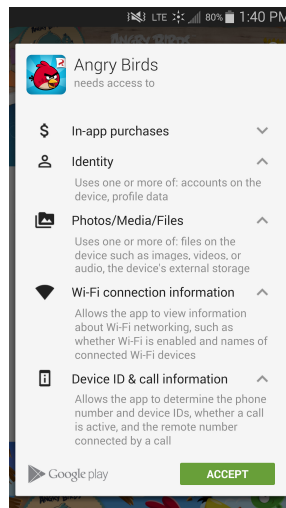 LTE 80% 1:40 PM
ANGRY BIRDS
Angry Birds
needs access to
$ In-app purchases
Identity
Uses one or more of: accounts on the
device, profile data
Photos/Media/Files
Uses one or more of: files on the
device such as images, videos, or
audio, the device's external storage
Wi-Fi connection information
Allows the app to view information
about Wi-Fi networking, such as
whether Wi-Fi is enabled and names of
connected Wi-Fi devices
Device ID & call information
Allows the app to determine the phone
number and device IDs, whether a call
is active, and the remote number
connected by a call
Google play
ACCEPT